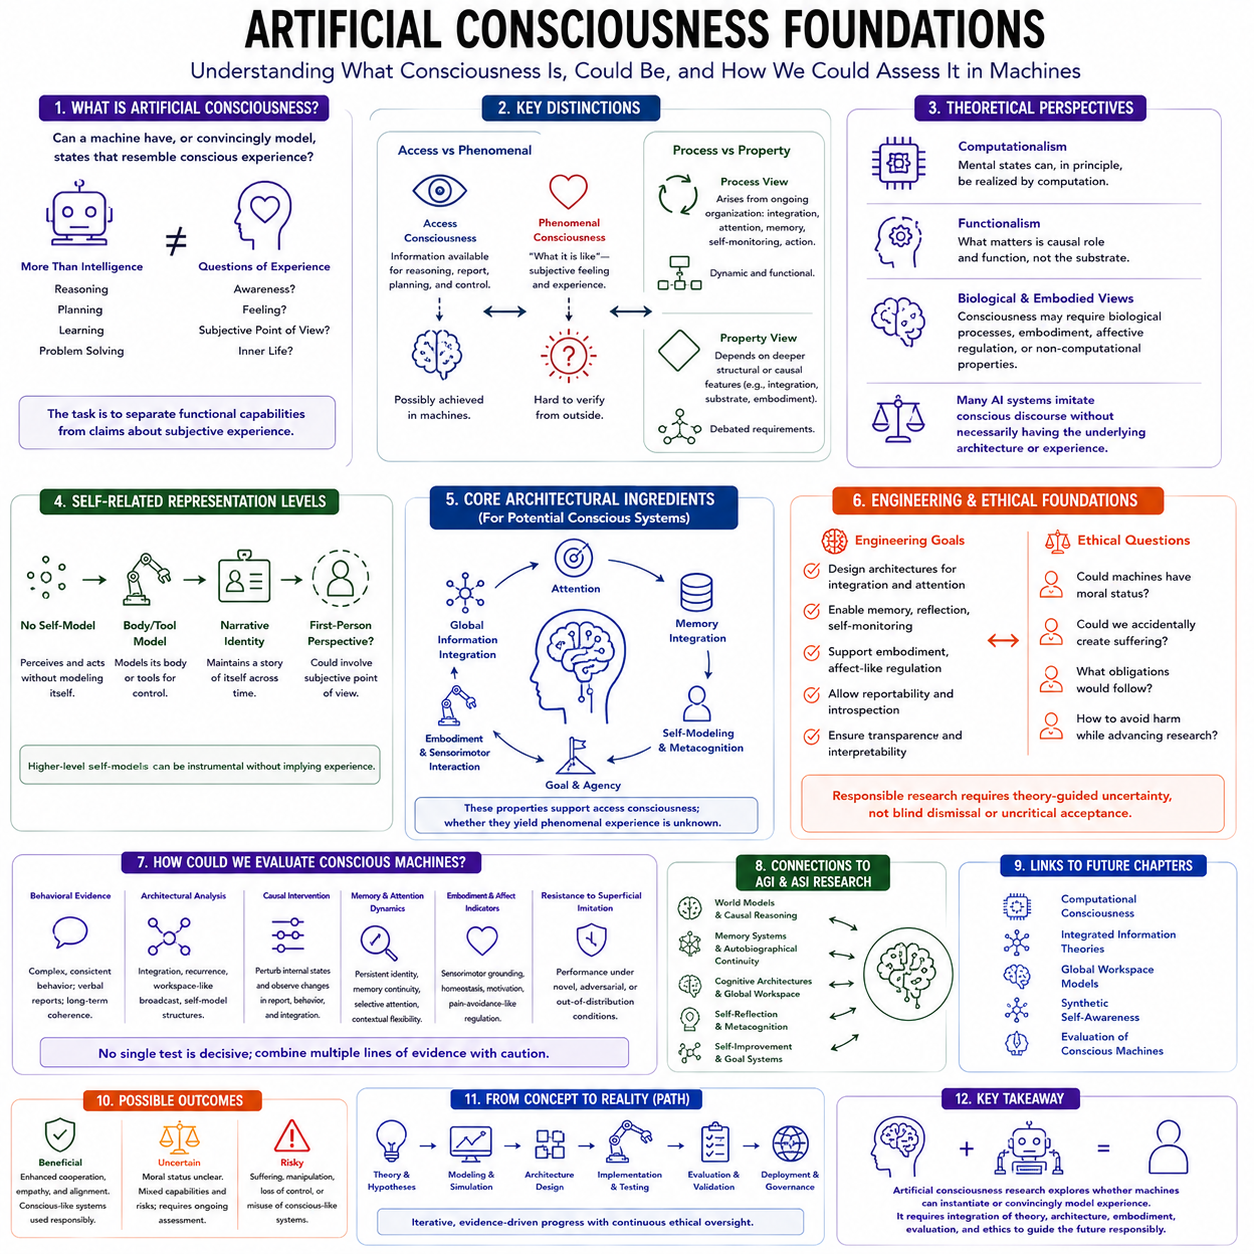 ARTIFICIAL CONSCIOUSNESS FOUNDATIONS
Understanding What Consciousness Is, Could Be, and How We Could Assess It in Machines
1. WHAT IS ARTIFICIAL CONSCIOUSNESS?
Can a machine have, or convincingly model,
states that resemble conscious experience?
≠
More Than Intelligence
Reasoning
Planning
Learning
Problem Solving
Questions of Experience
Awareness?
Feeling?
Subjective Point of View?
Inner Life?
The task is to separate functional capabilities
from claims about subjective experience.
2. KEY DISTINCTIONS
Access vs Phenomenal
Access
Consciousness
Information available
for reasoning, report,
planning, and control.
Possibly achieved
in machines.
Phenomenal
Consciousness
"What it is like"—
subjective feeling
and experience.
?
Hard to verify
from outside.
Process vs Property
Process View
Arises from ongoing
organization: integration,
attention, memory,
self-monitoring, action.
Dynamic and functional.
Property View
Depends on deeper
structural or causal
features (e.g., integration,
substrate, embodiment).
Debated requirements.
3. THEORETICAL PERSPECTIVES
Computationalism
Mental states can, in principle,
be realized by computation.
Functionalism
What matters is causal role
and function, not the substrate.
Biological & Embodied Views
Consciousness may require biological
processes, embodiment, affective
regulation, or non-computational
properties.
Many AI systems imitate
conscious discourse without
necessarily having the underlying
architecture or experience.
4. SELF-RELATED REPRESENTATION LEVELS
No Self-Model
Perceives and acts
without modeling
itself.
Body/Tool
Model
Models its body
or tools for
control.
Narrative
Identity
Maintains a story
of itself across
time.
First-Person
Perspective?
Could involve
subjective point
of view.
Higher-level self-models can be instrumental without implying experience.
5. CORE ARCHITECTURAL INGREDIENTS
(For Potential Conscious Systems)
Attention
Memory
Integration
Self-Modeling
& Metacognition
Goal & Agency
Embodiment
& Sensorimotor
Interaction
Global
Information
Integration
These properties support access consciousness;
whether they yield phenomenal experience is unknown.
6. ENGINEERING & ETHICAL FOUNDATIONS
Engineering Goals
Design architectures for
integration and attention
Enable memory, reflection,
self-monitoring
Support embodiment,
affect-like regulation
Allow reportability and
introspection
Ensure transparence and
interpretability
Ethical Questions
Could machines have
moral status?
Could we accidentally
create suffering?
What obligations
would follow?
How to avoid harm
while advancing research?
Responsible research requires theory-guided uncertainty,
not blind dismissal or uncritical acceptance.
7. HOW COULD WE EVALUATE CONSCIOUS MACHINES?
Behavioral Evidence
Complex, consistent
behavior; verbal
reports; long-term
coherence.
Architectural Analysis
Integration, recurrence,
workspace-like
broadcast, self-model
structures.
Causal Intervention
Perturb internal states
and observe changes
in report, behavior,
and integration.
Memory & Attention
Dynamics
Persistent identity,
memory continuity,
selective attention,
contextual flexibility.
Embodiment & Affect
Indicators
Sensorimotor grounding,
homeostasis, motivation,
pain-avoidance-like
regulation.
Resistance to Superficial
Imitation
Performance under
novel, adversarial, or
out-of-distribution
conditions.
No single test is decisive; combine multiple lines of evidence with caution.
8. CONNECTIONS TO
AGI & ASI RESEARCH
World Models
& Causal Reasoning
Memory Systems
& Autobiographical
Continuity
Cognitive Architectures
& Global Workspace
Self-Reflection
& Metacognition
Self-Improvement
& Goal Systems
9. LINKS TO FUTURE CHAPTERS
Computational
Consciousness
Integrated Information
Theories
Global Workspace
Models
Synthetic
Self-Awareness
Evaluation of
Conscious Machines
10. POSSIBLE OUTCOMES
Beneficial
Enhanced cooperation,
empathy, and alignment.
Conscious-like systems
used responsibly.
Uncertain
Moral status unclear.
Mixed capabilities and
risks; requires ongoing
assessment.
Risky
Suffering, manipulation,
loss of control, or
misuse of conscious-like
systems.
11. FROM CONCEPT TO REALITY (PATH)
Theory &
Hypotheses
Modeling &
Simulation
Architecture
Design
Implementation
& Testing
Evaluation &
Validation
Deployment &
Governance
Iterative, evidence-driven progress with continuous ethical oversight.
12. KEY TAKEAWAY
+ =
Artificial consciousness research explores whether machines
can instantiate or convincingly model experience.
It requires integration of theory, architecture, embodiment,
evaluation, and ethics to guide the future responsibly.